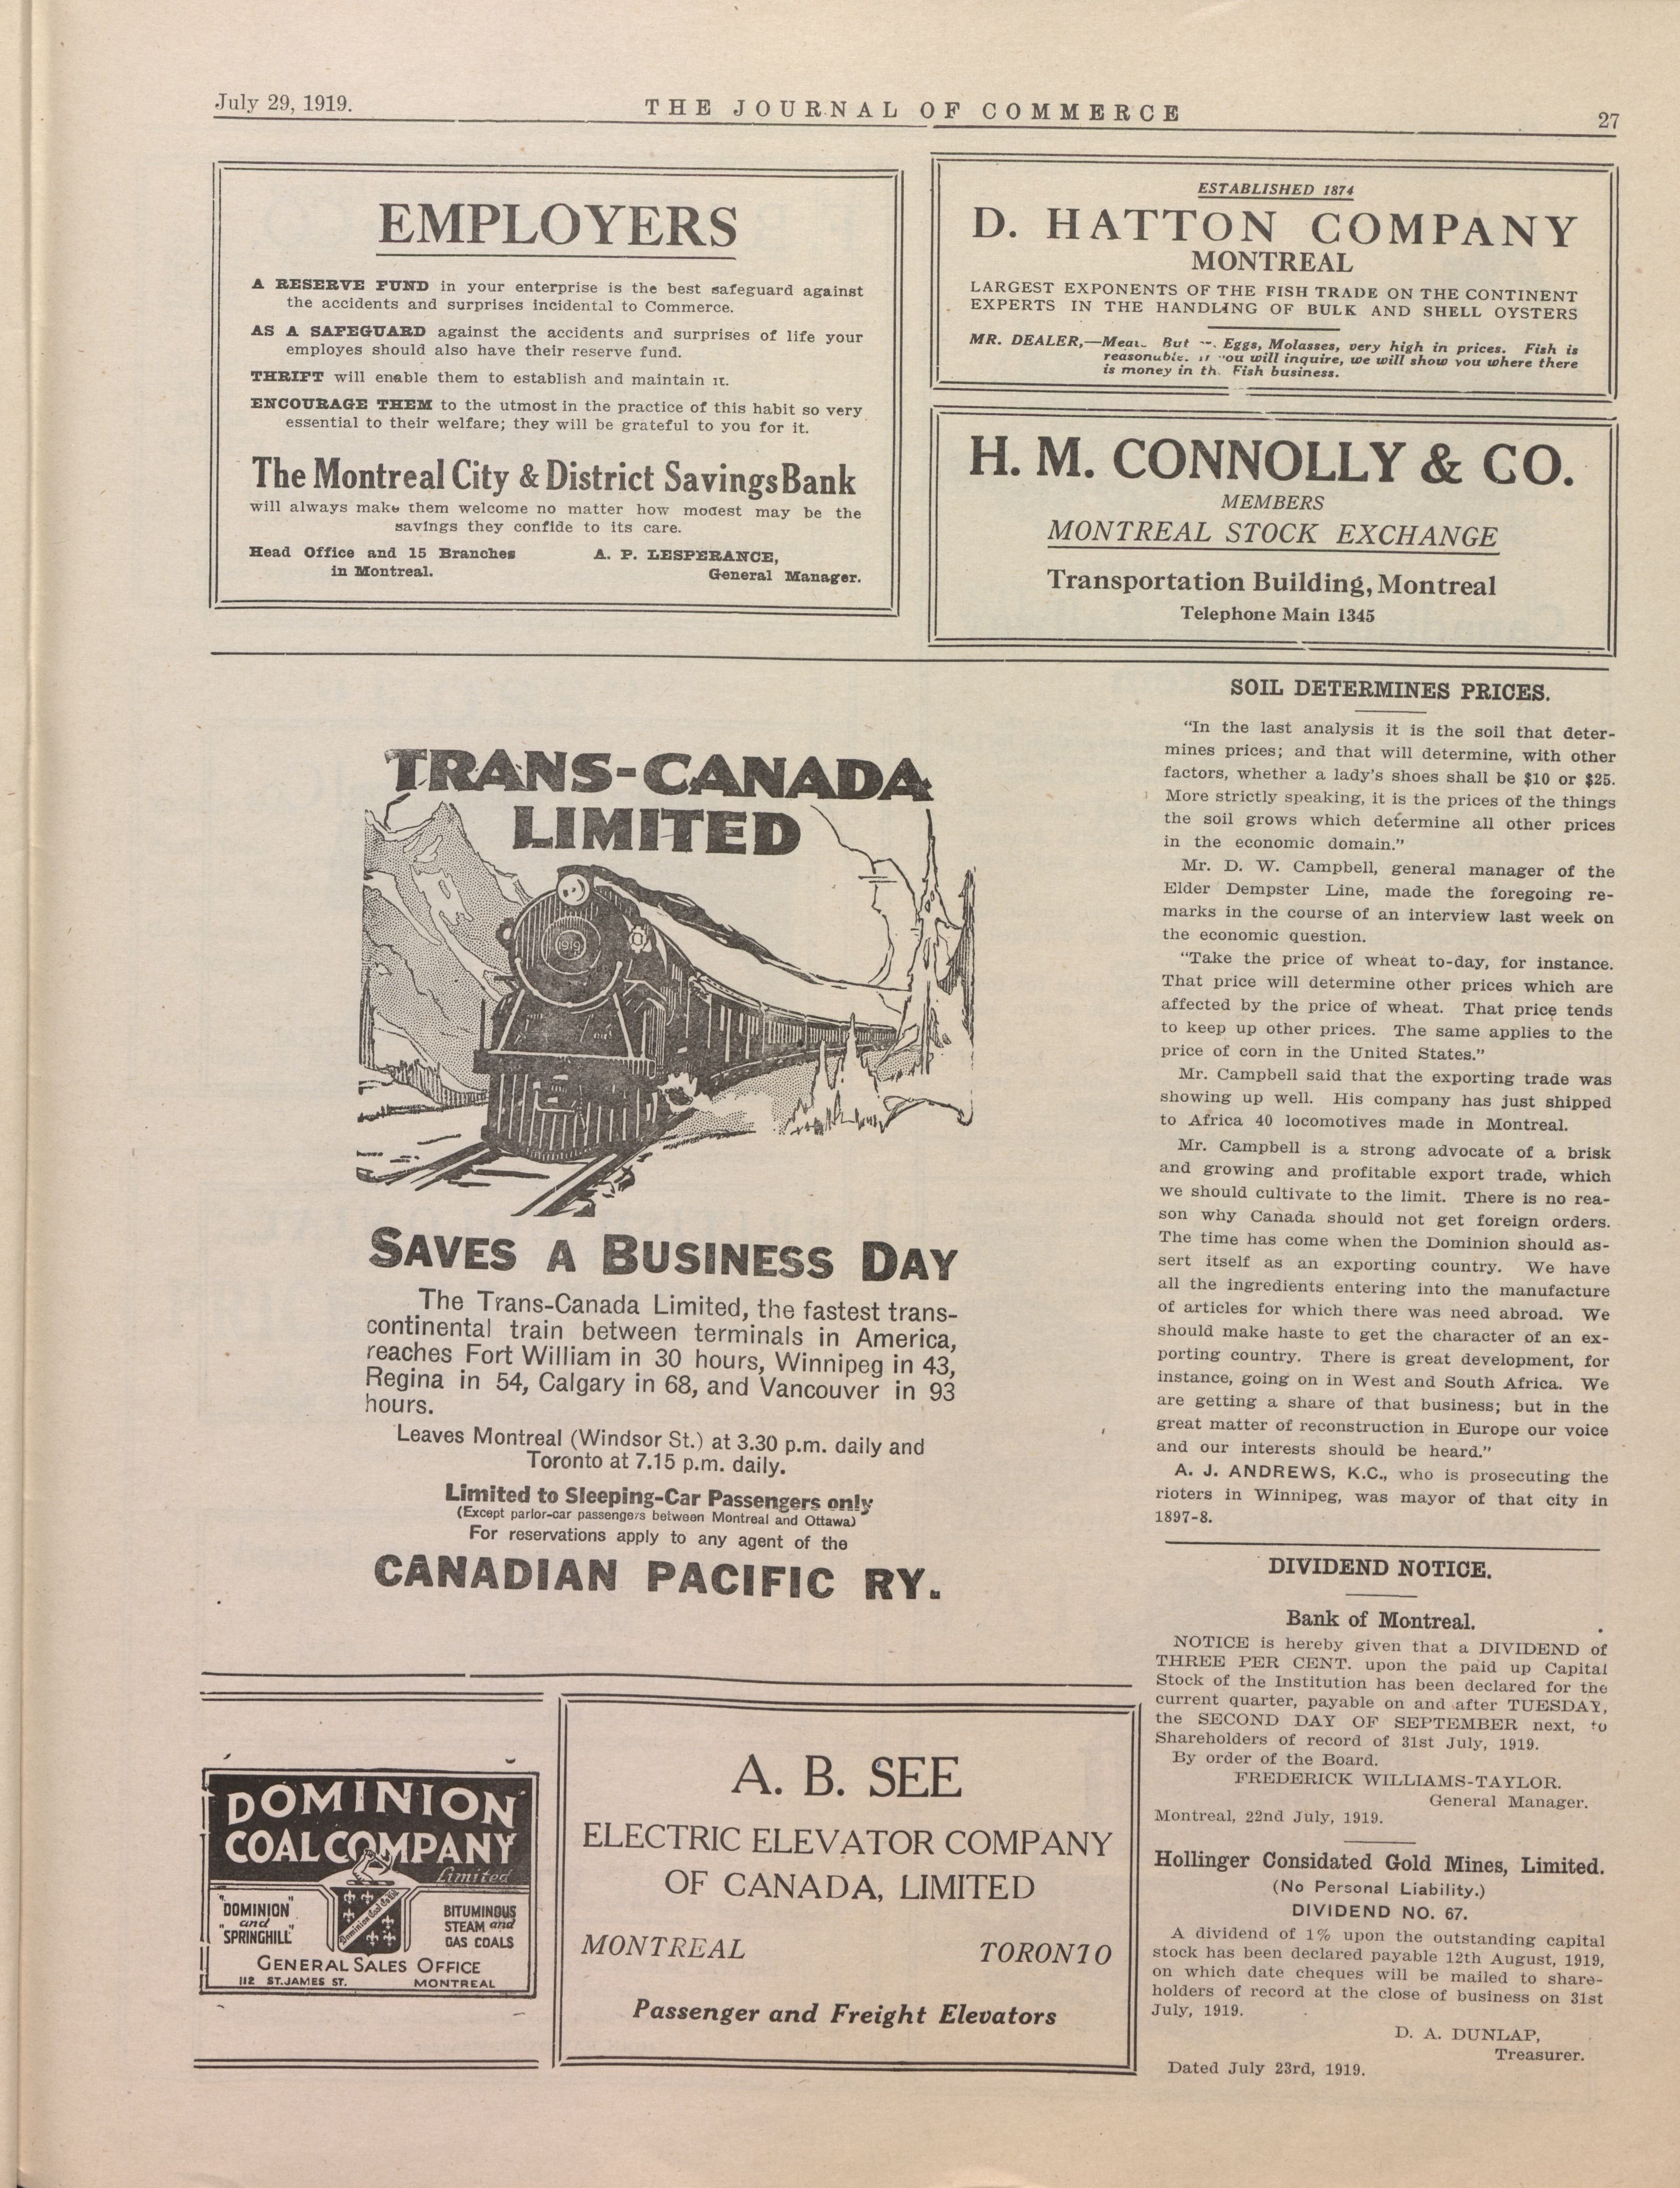 July 29, 1919.
THE JOURNAL OF COMMERCE
27
EMPLOYERS
A RESERVE FUND in your enterprise is the best safeguard against
the accidents and surprises incidental to Commerce.
AS A SAFEGUARD against the accidents and surprises of life your
employes should also have their reserve fund.
THRIFT will enable them to establish and maintain it.
ENCOURAGE THEM to the utmost in the practice of this habit so very
essential to their welfare; they will be grateful to you for it.
The Montreal City & District Savings Bank
will always make them welcome no matter how modest may be the
savings they confide to its care.
Head Office and 15 Branches
in Montreal.
A. P. LESPERANCE,
General Manager.
ESTABLISHED 1874
D. HATTON COMPANY
MONTREAL
LARGEST EXPONENTS OF THE FISH TRADE ON THE CONTINENT
EXPERTS IN THE HANDLING OF BULK AND SHELL OYSTERS
MR. DEALER,— Eggs, Molasses, very high in prices. Fish is
reasonable. If you will inquire, we will show you where there
is money in th. Fish business.
H. M. CONNOLLY & CO.
MEMBERS
MONTREAL STOCK EXCHANGE
Transportation Building, Montreal
Telephone Main 1345
TRANS-CANADA
LIMITED
1919
SAVES A BUSINESS DAY
The Trans-Canada Limited, the fastest trans-
continental train between terminals in America,
reaches Fort William in 30 hours, Winnipeg in 43,
Regina in 54, Calgary in 68, and Vancouver in 93
hours.
Leaves Montreal (Windsor St.) at 3.30 p.m. daily and
Toronto at 7.15 p.m. daily.
Limited to Sleeping-Car Passengers only
(Except parlor-car passengers between Montreal and Ottawa)
For reservations apply to any agent of the
CANADIAN PACIFIC RY.
SOIL DETERMINES PRICES.
"In the last analysis it is the soil that deter-
mines prices; and that will determine, with other
factors, whether a lady's shoes shall be $10 or $25.
More strictly speaking, it is the prices of the things
the soil grows which determine all other prices
in the economic domain."
Mr. D. W. Campbell, general manager of the
Elder Dempster Line, made the foregoing re-
marks in the course of an interview last week on
the economic question.
"Take the price of wheat to-day, for instance.
That price will determine other prices which are
affected by the price of wheat. That price tends
to keep up other prices. The same applies to the
price of corn in the United States."
Mr. Campbell said that the exporting trade was
showing up well. His company has just shipped
to Africa 40 locomotives made in Montreal.
Mr. Campbell is a strong advocate of a brisk
and growing and profitable export trade, which
we should cultivate to the limit. There is no rea-
son why Canada should not get foreign orders.
The time has come when the Dominion should as-
sert itself as an exporting country. We have
all the ingredients entering into the manufacture
of articles for which there was need abroad. We
should make haste to get the character of an ex-
porting country. There is great development, for
instance, going on in West and South Africa. We
are getting a share of that business; but in the
great matter of reconstruction in Europe our voice
and our interests should be heard."
A. J. ANDREWS, K.C., who is prosecuting the
rioters in Winnipeg, was mayor of that city in
1897-8.
DIVIDEND NOTICE.
Bank of Montreal.
NOTICE is hereby given that a DIVIDEND of
THREE PER CENT. upon the paid up Capital
Stock of the Institution has been declared for the
current quarter, payable on and after TUESDAY,
the SECOND DAY OF SEPTEMBER next, to
Shareholders of record of 31st July, 1919.
By order of the Board.
FREDERICK WILLIAMS-TAYLOR.
General Manager.
Montreal, 22nd July, 1919.
Hollinger Considated Gold Mines, Limited.
(No Personal Liability.)
DIVIDEND NO. 67.
A dividend of 1% upon the outstanding capital
stock has been declared payable 12th August, 1919,
on which date cheques will be mailed to share-
holders of record at the close of business on 31st
July, 1919.
D. A. DUNLAP,
Treasurer.
Dated July 23rd, 1919.
DOMINION
COAL COMPANY
Limited
"DOMINION"
and
"SPRINGHILL"
Dominion Coal Co Ltd
BITUMINOUS
STEAM and
GAS COALS
GENERAL SALES OFFICE
112 ST. JAMES ST. MONTREAL
A. B. SEE
ELECTRIC ELEVATOR COMPANY
OF CANADA, LIMITED
MONTREAL TORONTO
Passenger and Freight Elevators